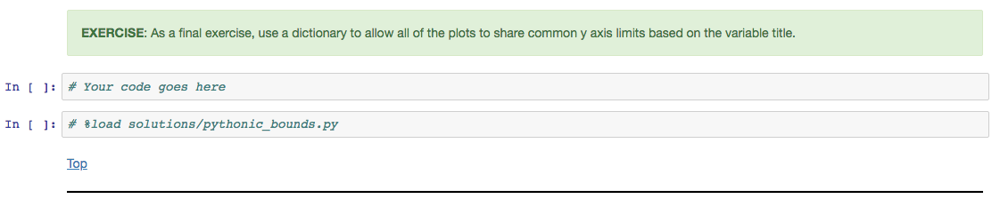 EXERCISE: As a final exercise, use a dictionary to allow all of the plots to share common y axis limits based on the variable title.
In [ ]: # Your code goes here
In [ ]: # %load solutions/pythonic_bounds.py
Top